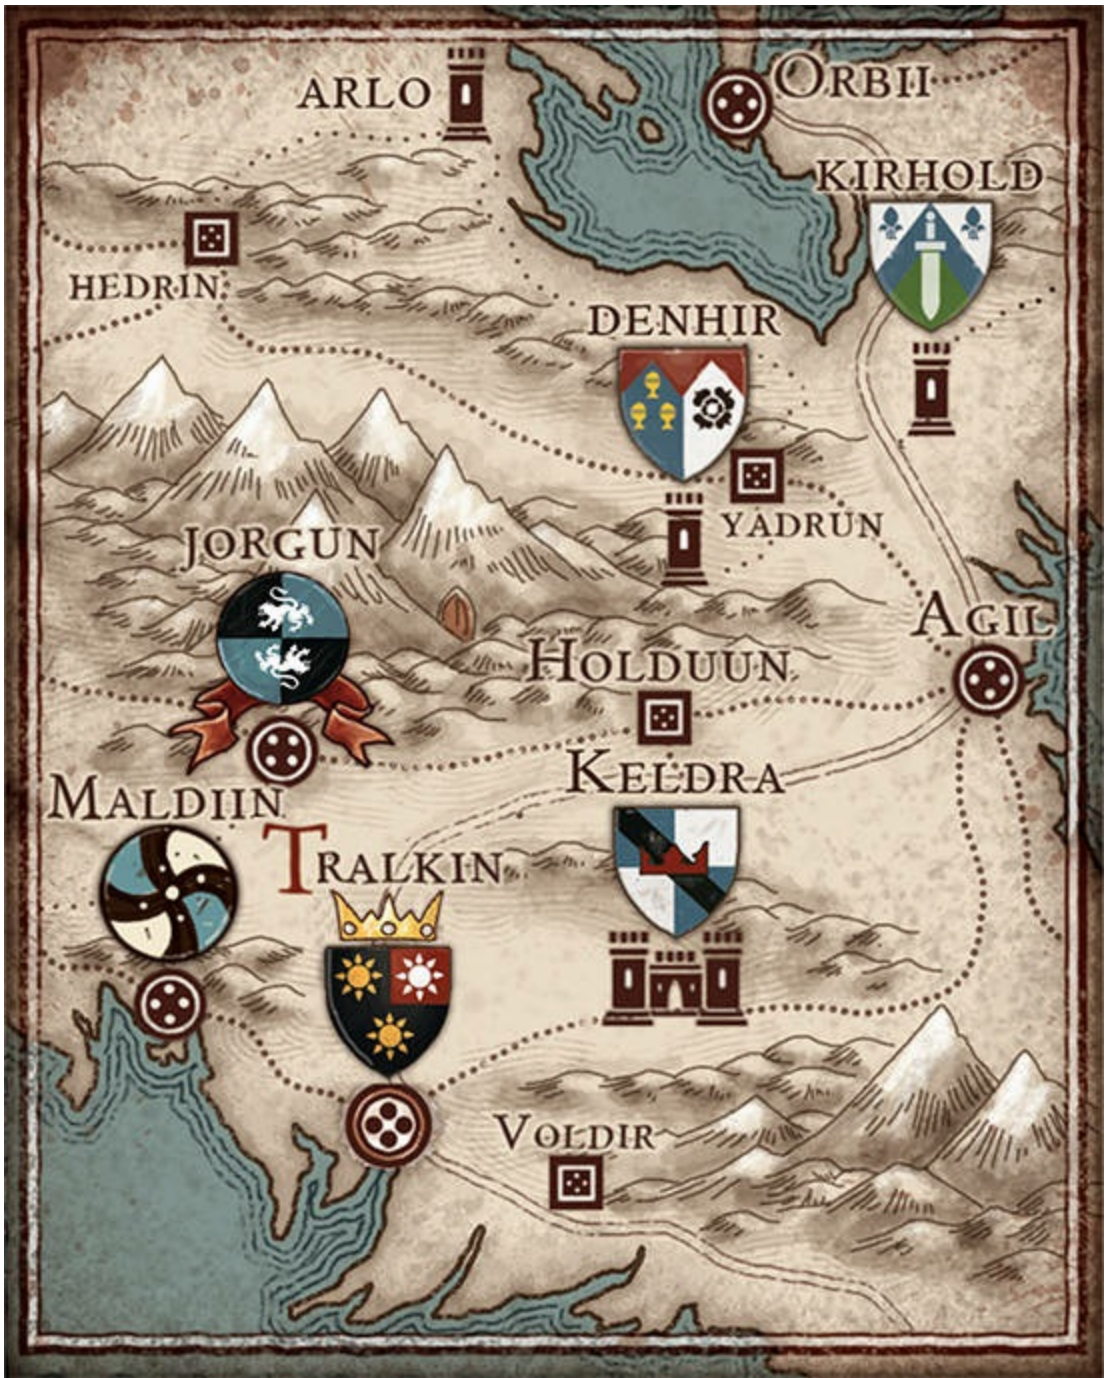 ARLO
ORBII
KIRHOLD
HEDRIN
DENHIR
YADRUN
JORGUN
AGIL
HOLDUUN
KELDRA
MALDIIN
TRALKIN
VOLDIR